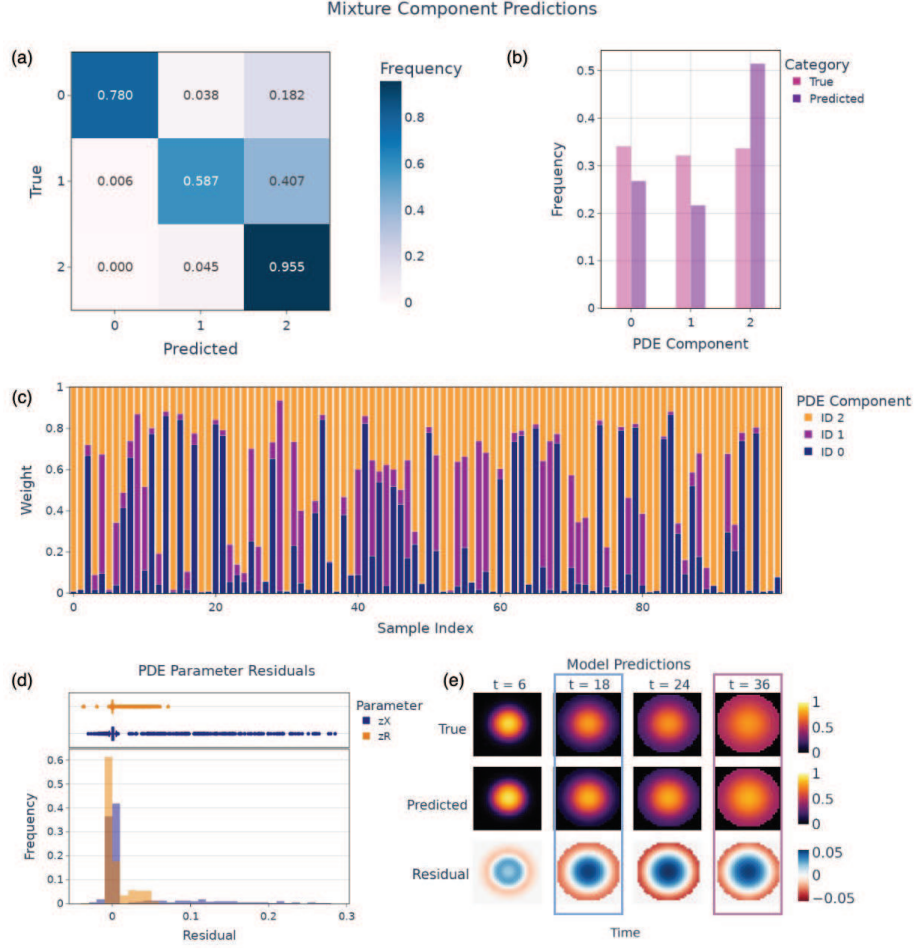 Mixture Component Predictions
(a)
0
1
2
True
0.780 0.038 0.182
0.006 0.587 0.407
0.000 0.045 0.955
0 1 2
Predicted
Frequency
0.8
0.6
0.4
0.2
0
(b)
0.5
0.4
0.3
0.2
0.1
0
Frequency
0 1 2
PDE Component
Category
True
Predicted
(c)
1
0.8
0.6
0.4
0.2
0
Weight
0 20 40 60 80
Sample Index
PDE Component
ID 2
ID 1
ID 0
(d)
PDE Parameter Residuals
Parameter
zX
zR
0.6
0.5
0.4
0.3
0.2
0.1
0
Frequency
0 0.1 0.2 0.3
Residual
(e)
Model Predictions
t = 6 t = 18 t = 24 t = 36
True
1
0.5
0
Predicted
1
0.5
0
Residual
0.05
0
−0.05
Time